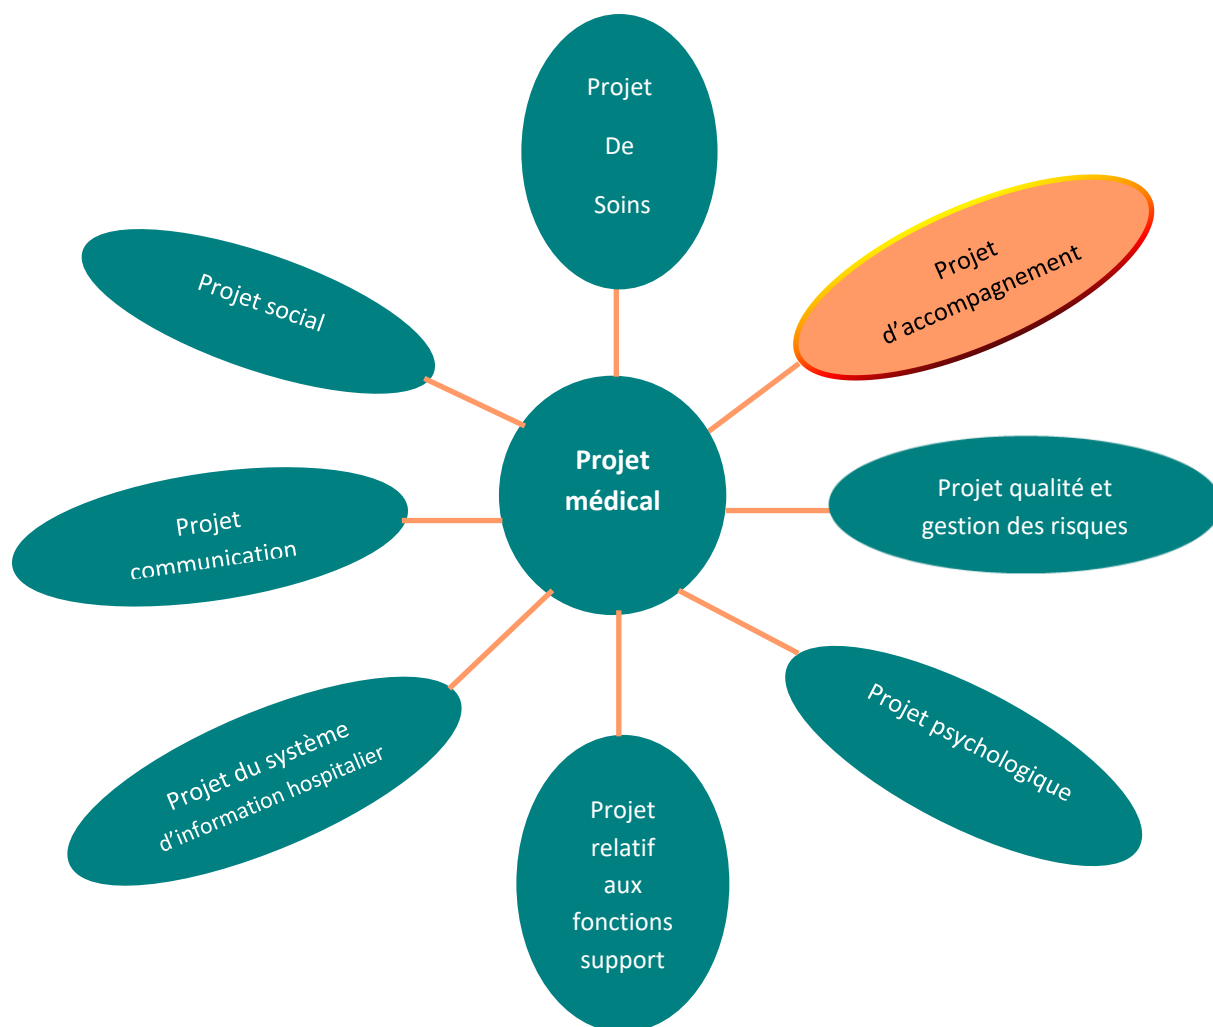 Projet
De
Soins
Projet
d'accompagnement
Projet social
Projet
médical
Projet qualité et
gestion des risques
Projet
communication
Projet psychologique
Projet du système
d'information hospitalier
Projet
relatif
aux
fonctions
support